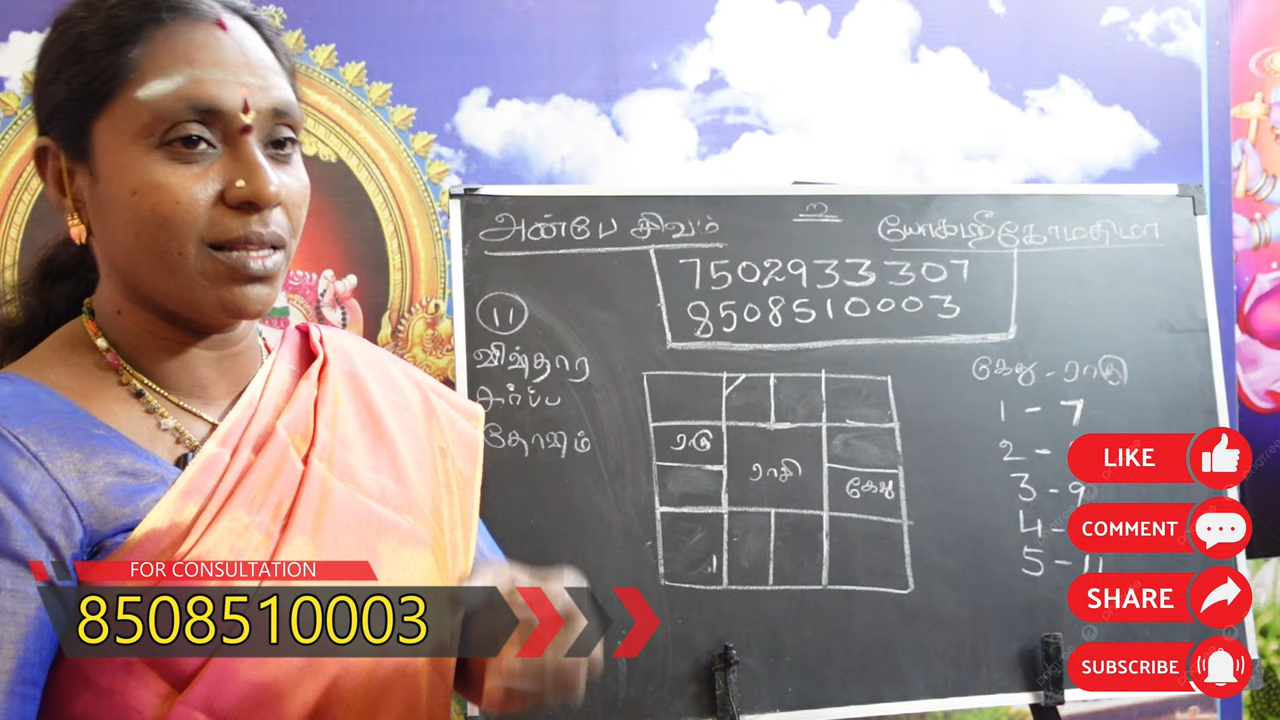 உ
அன்பே சிவம்
யோகஸ்ரீகோமதிமா
7502933307
8508510003
11
விஷ்தார
சர்ப்ப
தோஷம்
ராகு
ராசி
கேது
கேது - ராகு
1 - 7
2 -
3 - 9
4 -
5 - 11
FOR CONSULTATION
8508510003
LIKE
COMMENT
SHARE
SUBSCRIBE